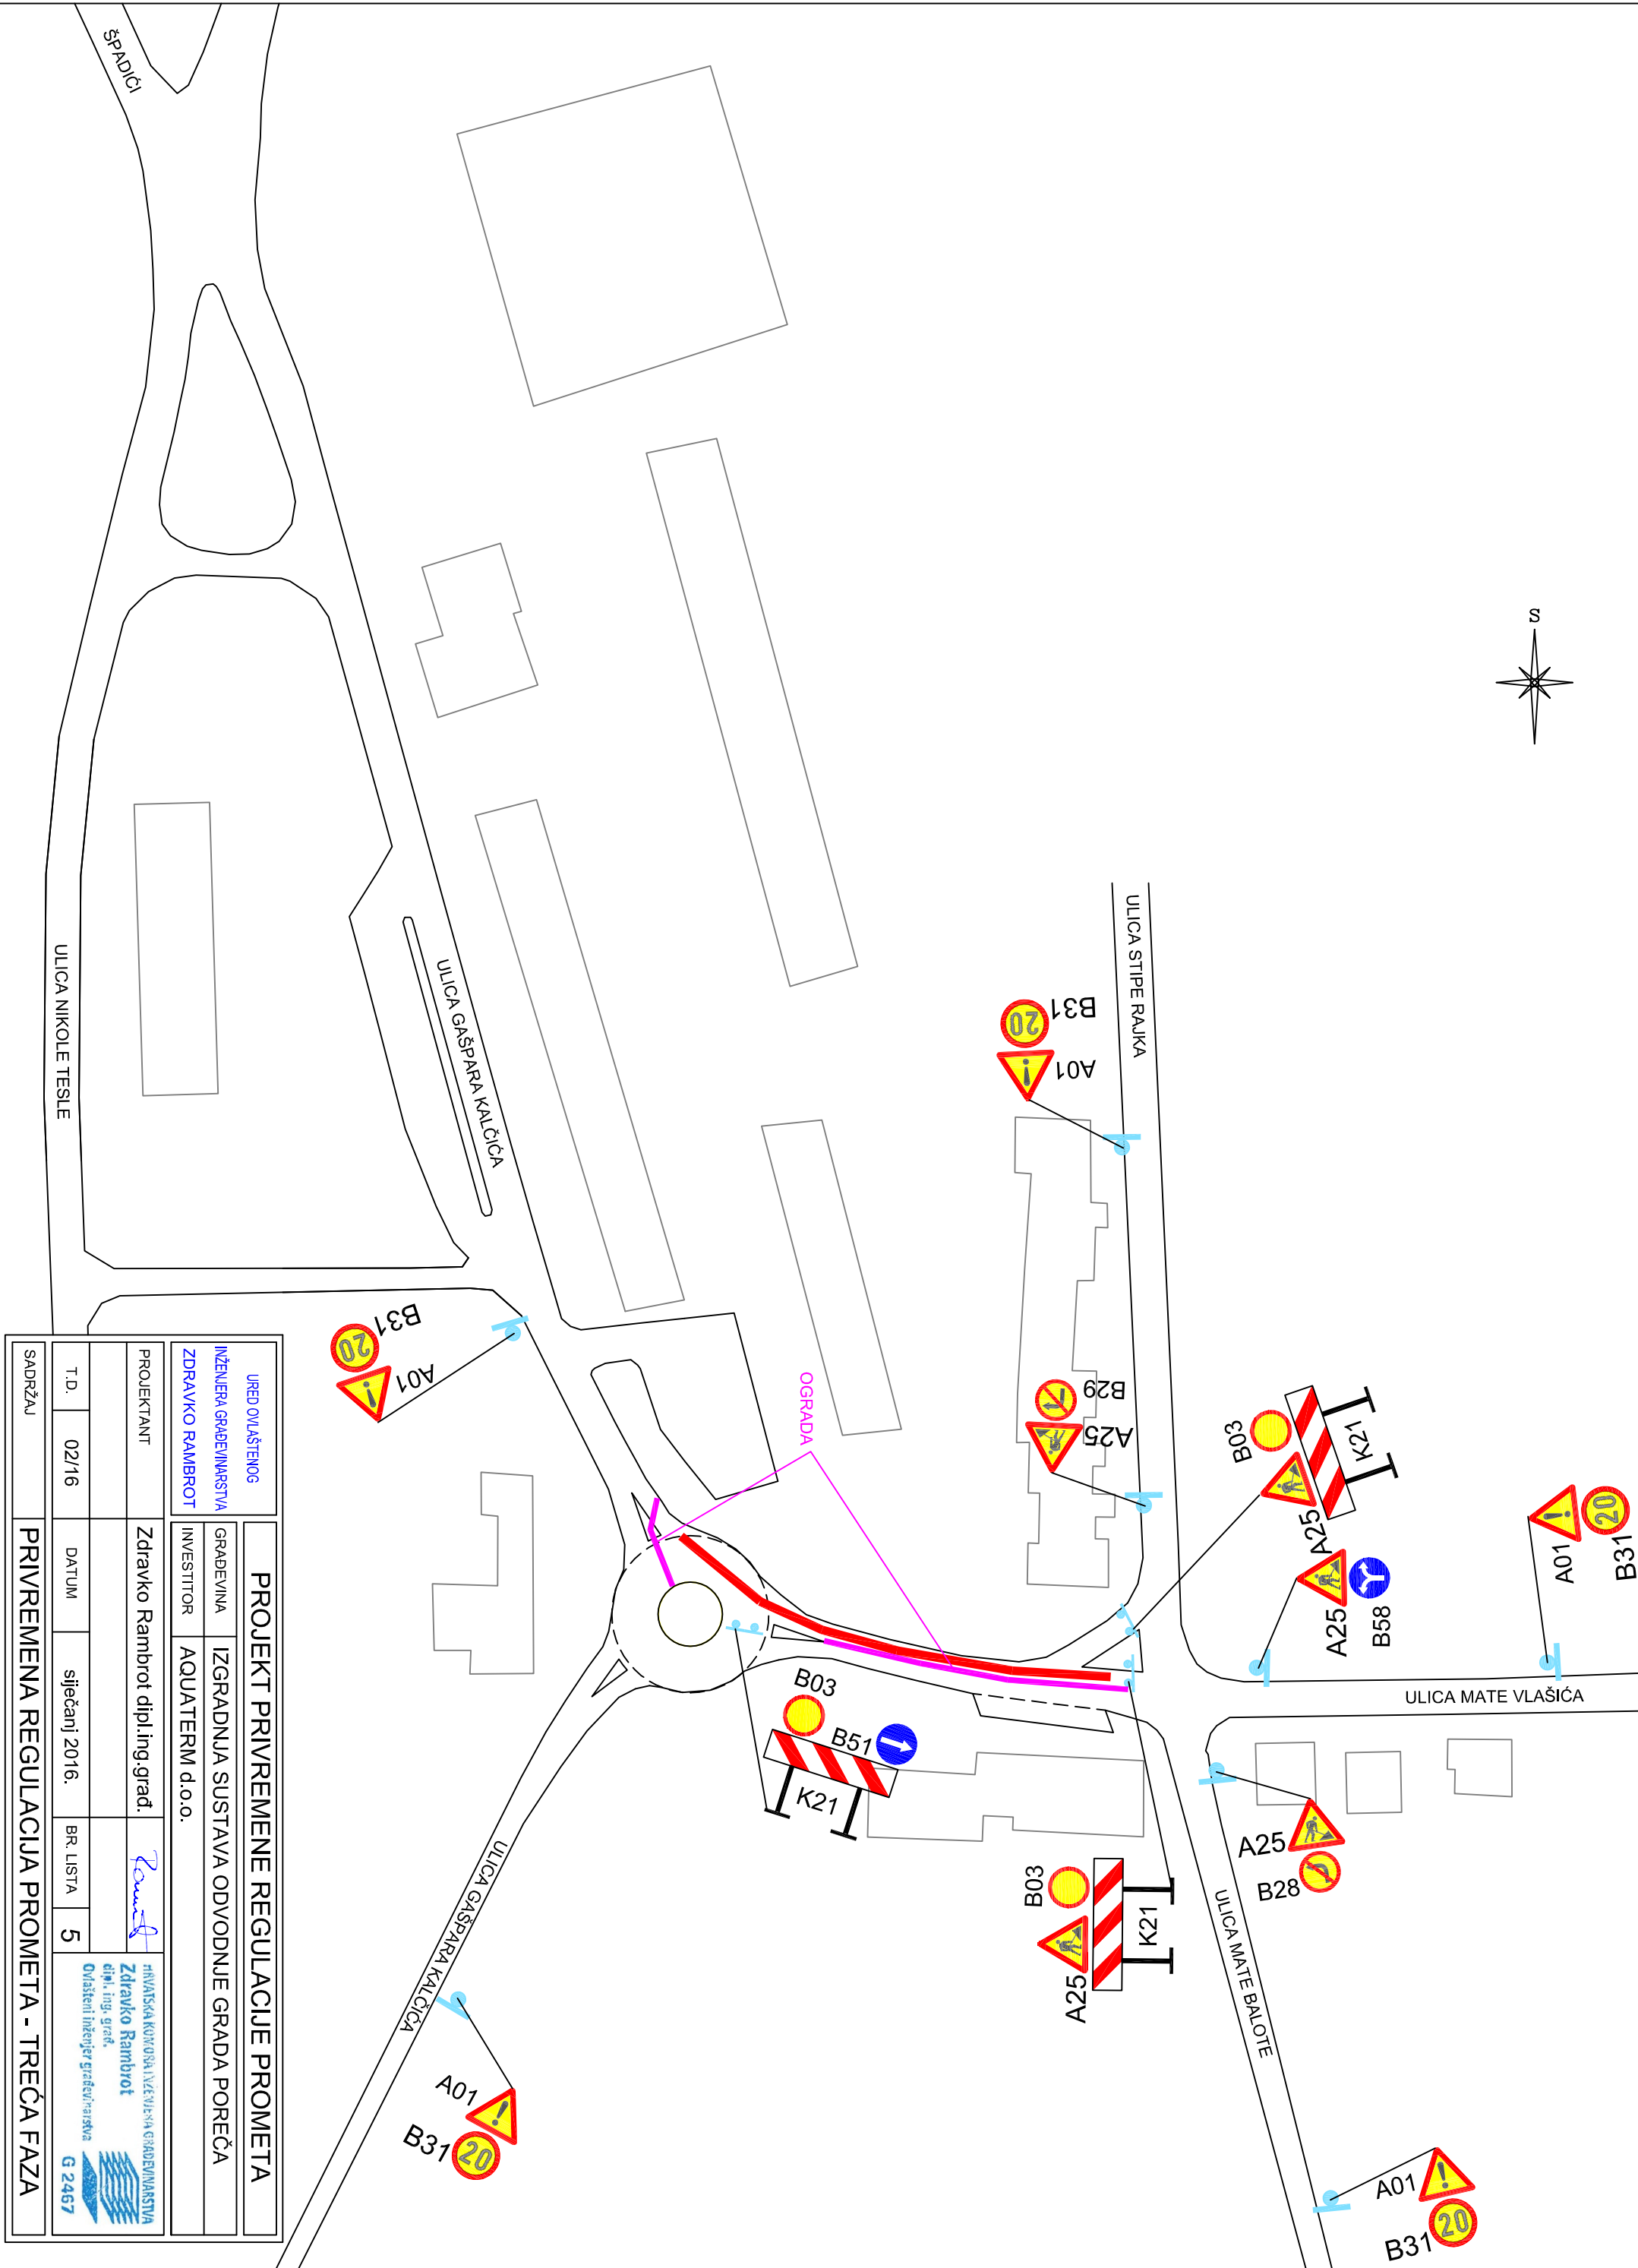 ŠPADIĆI
S
ULICA STIPE RAJKA
ULICA NIKOLE TESLE
ULICA GAŠPARA KALČIĆA
B31
20
A01
B31
20
A01
OGRADA
B29
A25
B03
K21
A25
A25
B58
A01
20
B31
ULICA MATE VLAŠIĆA
B03
B51
K21
A25
B28
B03
K21
A25
ULICA MATE BALOTE
ULICA GAŠPARA KALČIĆA
A01
B31
20
A01
B31
20
URED OVLAŠTENOG
INŽENJERA GRAĐEVINARSTVA
ZDRAVKO RAMBROT
PROJEKT PRIVREMENE REGULACIJE PROMETA
GRAĐEVINA
IZGRADNJA SUSTAVA ODVODNJE GRADA POREČA
INVESTITOR
AQUATERM d.o.o.
PROJEKTANT
Zdravko Rambrot dipl.ing.građ.
HRVATSKA KOMORA INŽENJERA GRAĐEVINARSTVA
Zdravko Rambrot
dipl. ing. građ.
Ovlašteni inženjer građevinarstva
G 2467
T.D.
02/16
DATUM
siječanj 2016.
BR. LISTA
5
SADRŽAJ
PRIVREMENA REGULACIJA PROMETA - TREĆA FAZA